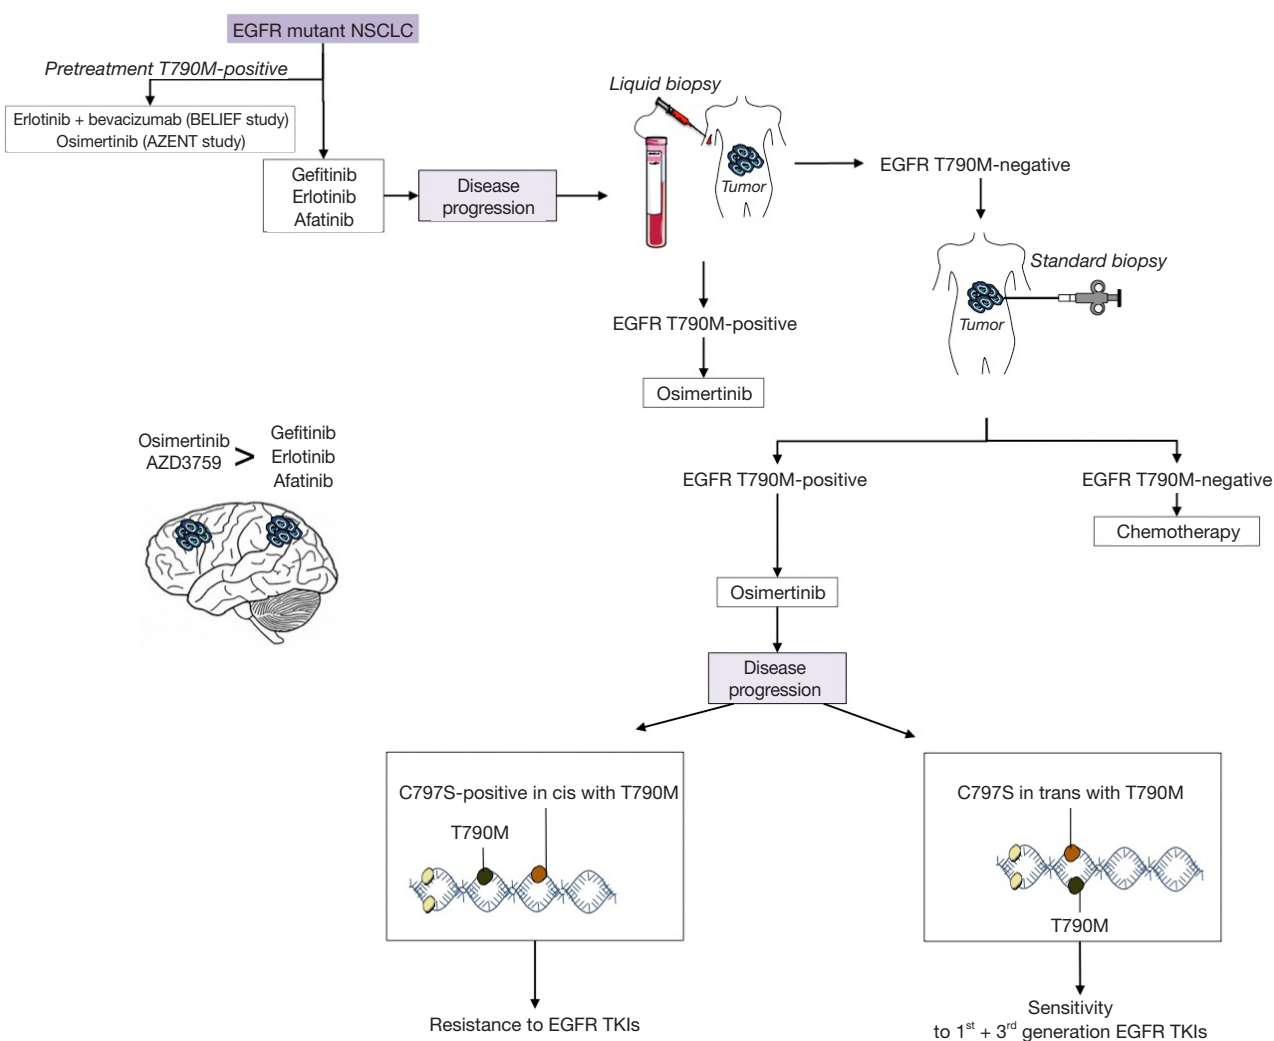 EGFR mutant NSCLC
Pretreatment T790M-positive
Erlotinib + bevacizumab (BELIEF study)
Osimertinib (AZENT study)
Gefitinib
Erlotinib
Afatinib
Disease
progression
Liquid biopsy
Tumor
EGFR T790M-negative
Standard biopsy
Tumor
EGFR T790M-positive
Osimertinib
Osimertinib
AZD3759
>
Gefitinib
Erlotinib
Afatinib
EGFR T790M-positive
EGFR T790M-negative
Chemotherapy
Osimertinib
Disease
progression
C797S-positive in cis with T790M
T790M
Resistance to EGFR TKIs
C797S in trans with T790M
T790M
Sensitivity
to 1st + 3rd generation EGFR TKIs